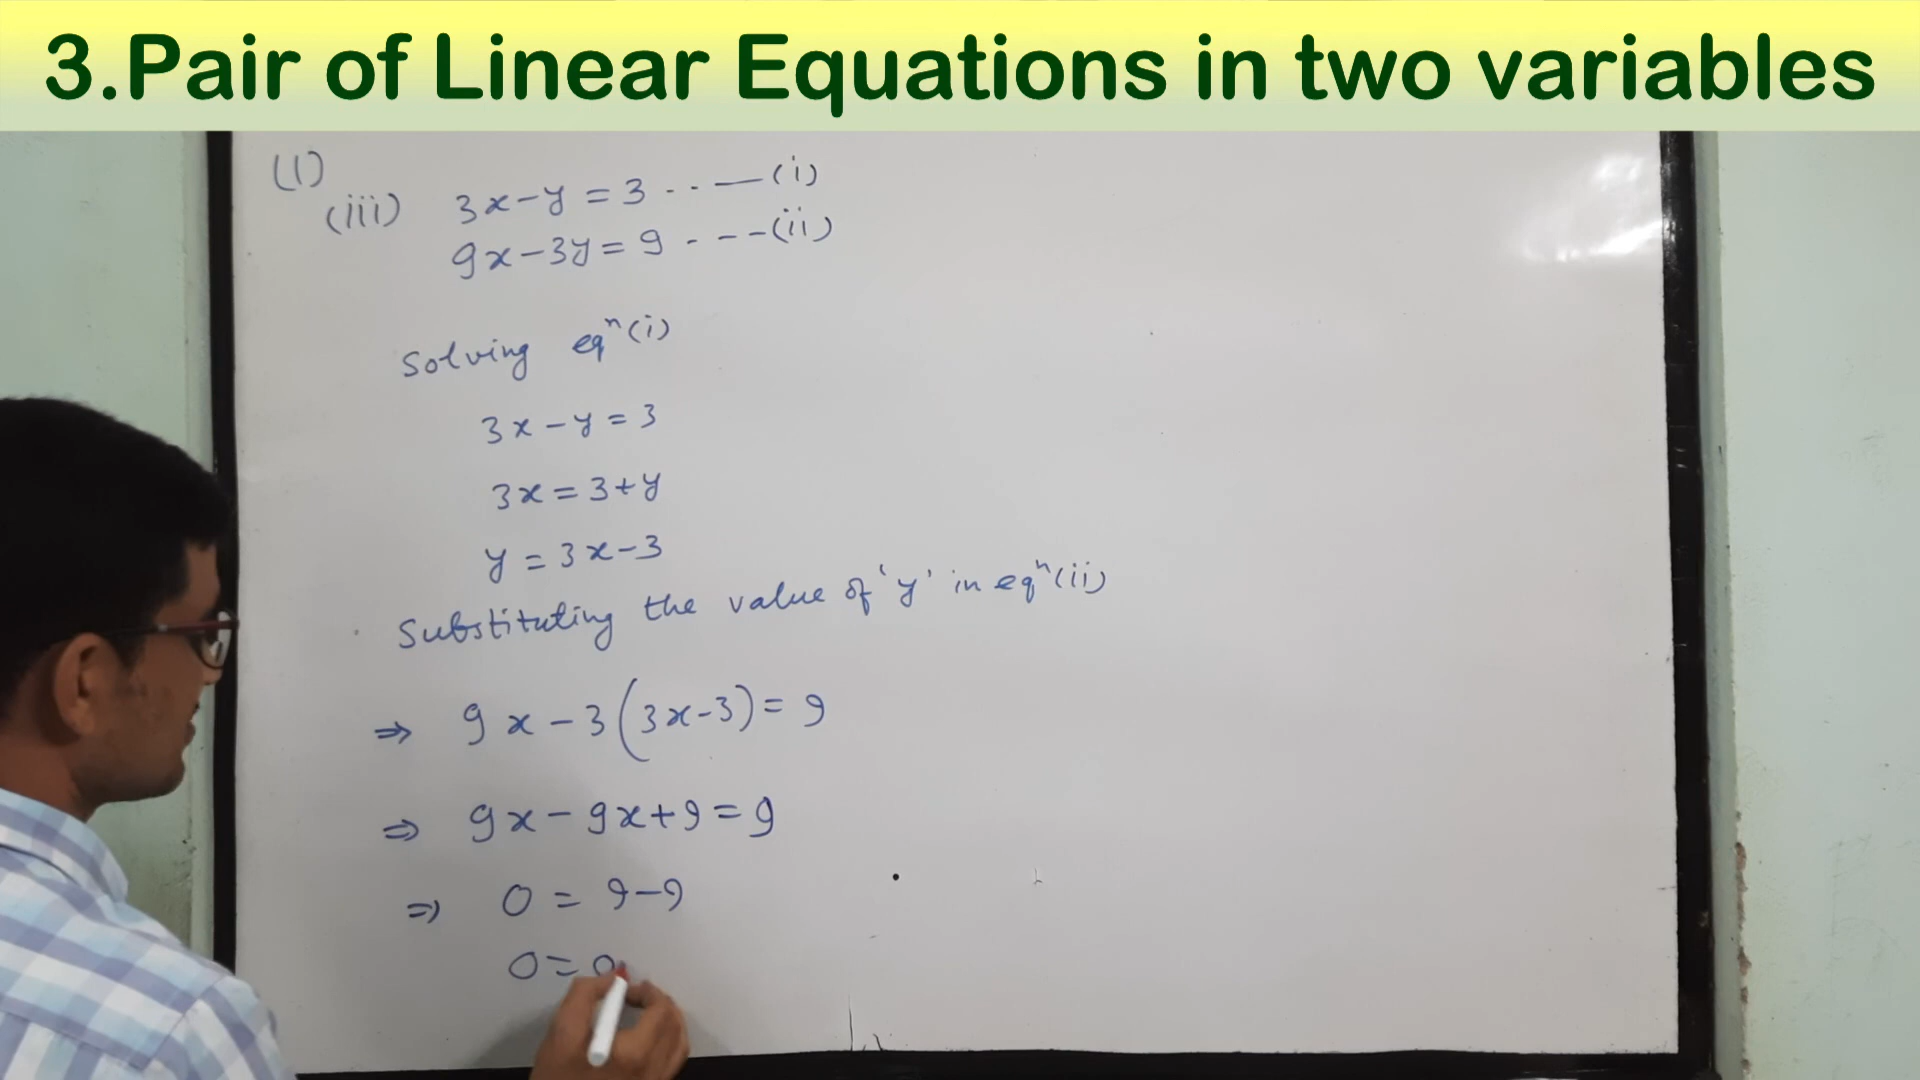 3.Pair of Linear Equations in two variables
(1)
(iii) 3x-y = 3 ..—(i)
9x-3y = 9 . ---(ii)
Solving eqⁿ(i)
3x-y = 3
3x = 3+y
y = 3x-3
Substituting the value of 'y' in eqⁿ(ii)
⇒ 9x-3(3x-3) = 9
⇒ 9x-9x+9 = 9
⇒ 0 = 9-9
0=0